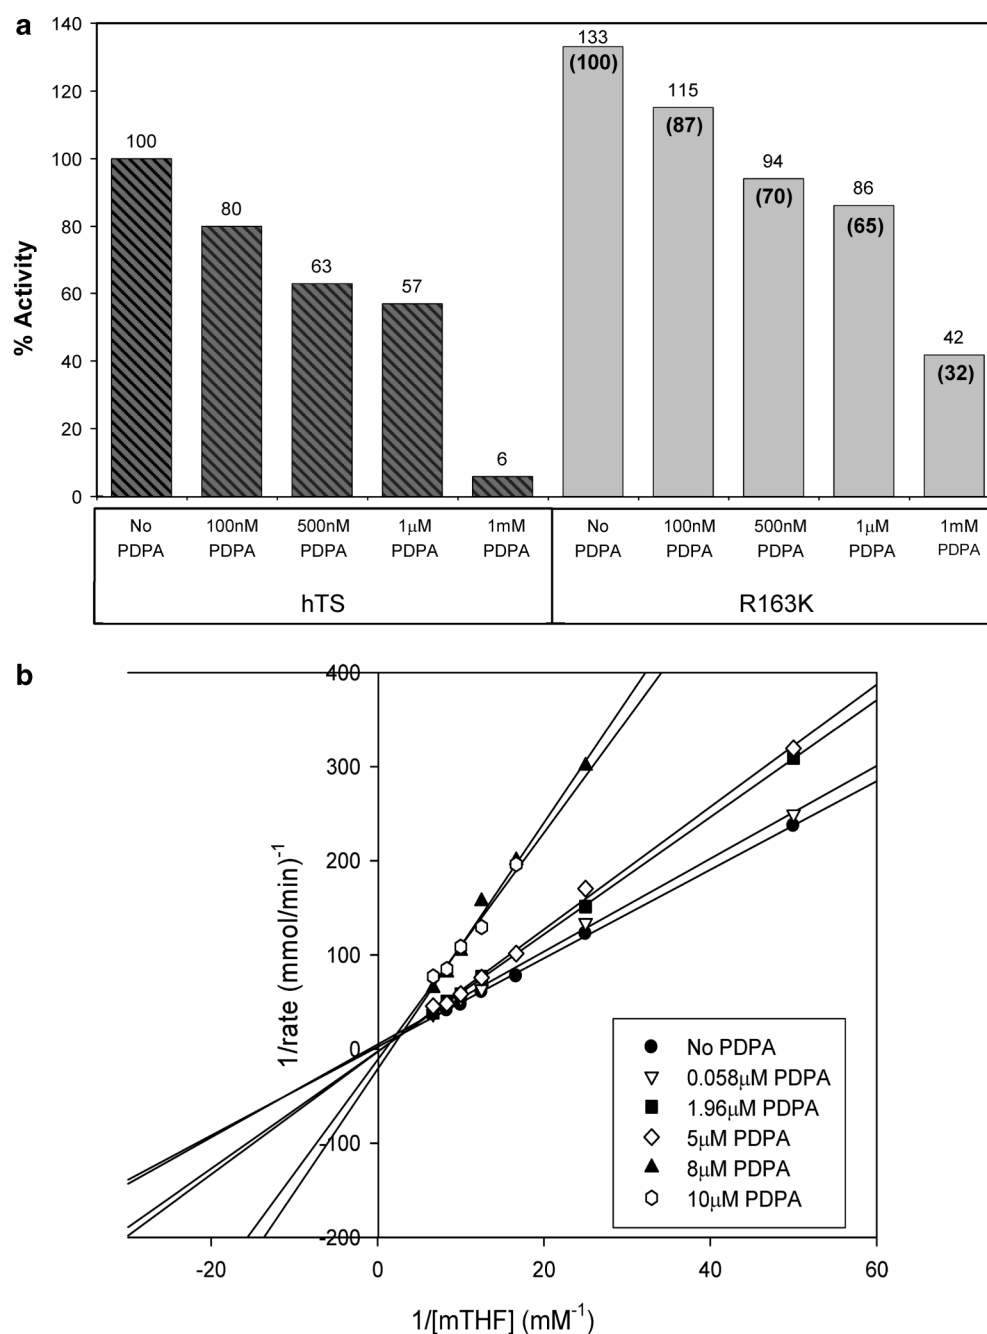 a
% Activity
140
120
100
80
60
40
20
0
100
80
63
57
6
133
(100)
115
(87)
94
(70)
86
(65)
42
(32)
No PDPA
100nM PDPA
500nM PDPA
1μM PDPA
1mM PDPA
No PDPA
100nM PDPA
500nM PDPA
1μM PDPA
1mM PDPA
hTS
R163K
b
1/rate (mmol/min)⁻¹
400
300
200
100
0
-100
-200
No PDPA
0.058μM PDPA
1.96μM PDPA
5μM PDPA
8μM PDPA
10μM PDPA
-20
0
20
40
60
1/[mTHF] (mM⁻¹)